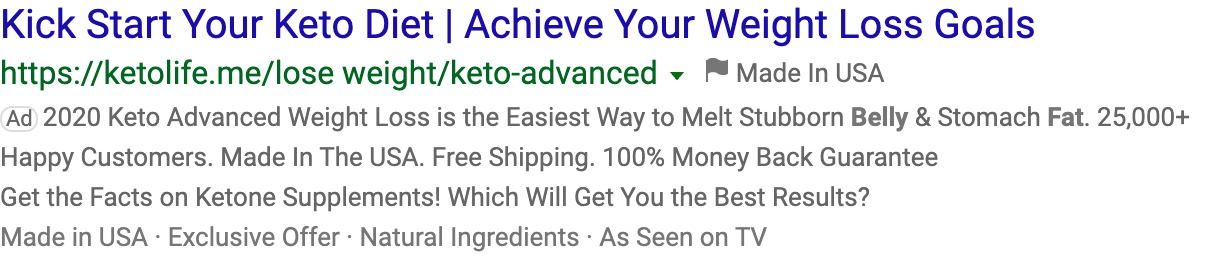 Kick Start Your Keto Diet | Achieve Your Weight Loss Goals
https://ketolife.me/lose weight/keto-advanced Made In USA
Ad 2020 Keto Advanced Weight Loss is the Easiest Way to Melt Stubborn Belly & Stomach Fat. 25,000+
Happy Customers. Made In The USA. Free Shipping. 100% Money Back Guarantee
Get the Facts on Ketone Supplements! Which Will Get You the Best Results?
Made in USA · Exclusive Offer · Natural Ingredients · As Seen on TV